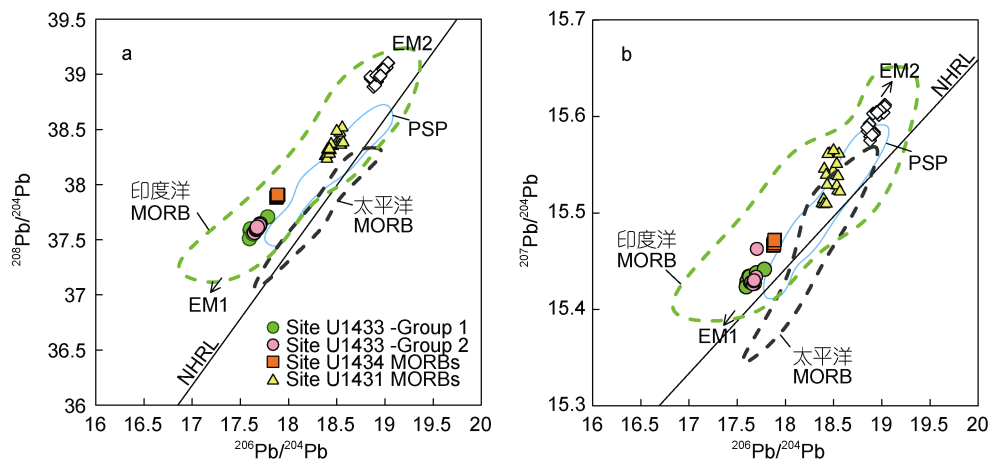 39.5
39
38.5
38
37.5
37
36.5
36
²⁰⁸Pb/²⁰⁴Pb
a
EM2
PSP
印度洋
MORB
太平洋
MORB
EM1
NHRL
Site U1433 -Group 1
Site U1433 -Group 2
Site U1434 MORBs
Site U1431 MORBs
16 16.5 17 17.5 18 18.5 19 19.5 20
²⁰⁶Pb/²⁰⁴Pb
15.7
15.6
15.5
15.4
15.3
²⁰⁷Pb/²⁰⁴Pb
b
NHRL
EM2
PSP
印度洋
MORB
EM1
太平洋
MORB
16 16.5 17 17.5 18 18.5 19 19.5 20
²⁰⁶Pb/²⁰⁴Pb